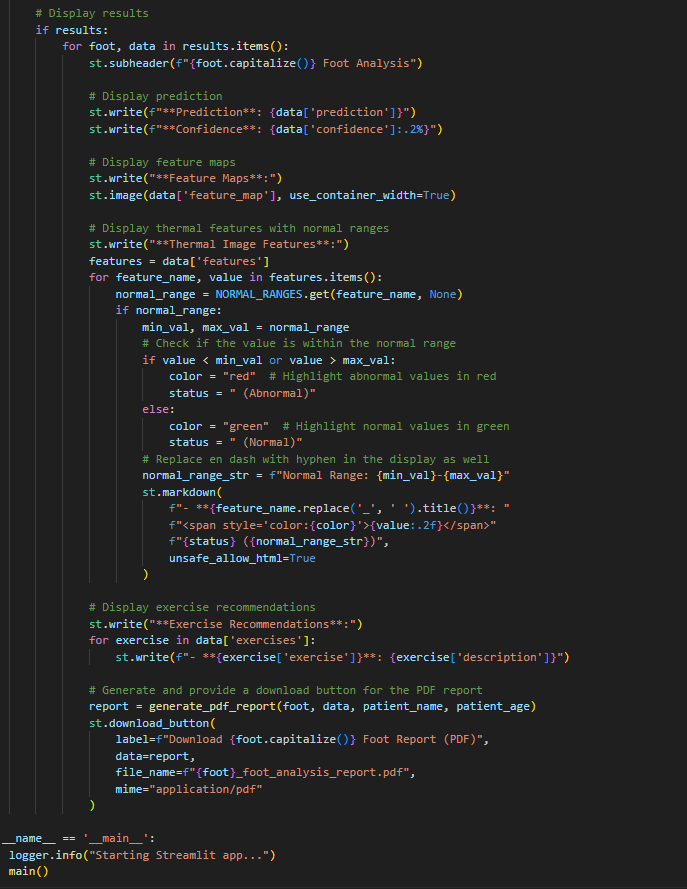 # Display results
if results:
for foot, data in results.items():
st.subheader(f"{foot.capitalize()} Foot Analysis")
# Display prediction
st.write(f"**Prediction**: {data['prediction']}")
st.write(f"**Confidence**: {data['confidence']:.2%}")
# Display feature maps
st.write("**Feature Maps**:")
st.image(data['feature_map'], use_container_width=True)
# Display thermal features with normal ranges
st.write("**Thermal Image Features**:")
features = data['features']
for feature_name, value in features.items():
normal_range = NORMAL_RANGES.get(feature_name, None)
if normal_range:
min_val, max_val = normal_range
# Check if the value is within the normal range
if value < min_val or value > max_val:
color = "red"  # Highlight abnormal values in red
status = " (Abnormal)"
else:
color = "green"  # Highlight normal values in green
status = " (Normal)"
# Replace en dash with hyphen in the display as well
normal_range_str = f"Normal Range: {min_val}-{max_val}"
st.markdown(
f"- **{feature_name.replace('_', ' ').title()}**: "
f"<span style='color:{color}'>{value:.2f}</span>"
f"{status} ({normal_range_str})",
unsafe_allow_html=True
)
# Display exercise recommendations
st.write("**Exercise Recommendations**:")
for exercise in data['exercises']:
st.write(f"- **{exercise['exercise']}**: {exercise['description']}")
# Generate and provide a download button for the PDF report
report = generate_pdf_report(foot, data, patient_name, patient_age)
st.download_button(
label=f"Download {foot.capitalize()} Foot Report (PDF)",
data=report,
file_name=f"{foot}_foot_analysis_report.pdf",
mime="application/pdf"
)
__name__ == '__main__':
logger.info("Starting Streamlit app...")
main()